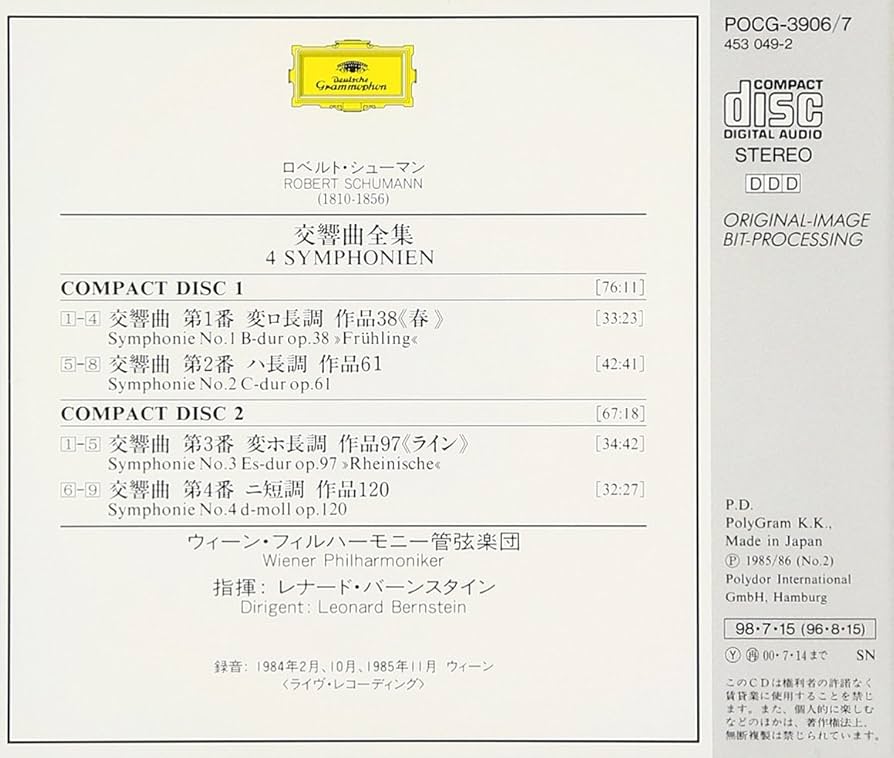 Deutsche
Grammophon
ロベルト・シューマン
ROBERT SCHUMANN
(1810-1856)
交響曲全集
4 SYMPHONIEN
COMPACT DISC 1 [76:11]
1-4 交響曲 第1番 変ロ長調 作品38《春》 [33:23]
Symphonie No.1 B-dur op.38 »Frühling«
5-8 交響曲 第2番 ハ長調 作品61 [42:41]
Symphonie No.2 C-dur op.61
COMPACT DISC 2 [67:18]
1-5 交響曲 第3番 変ホ長調 作品97《ライン》 [34:42]
Symphonie No.3 Es-dur op.97 »Rheinische«
6-9 交響曲 第4番 ニ短調 作品120 [32:27]
Symphonie No.4 d-moll op.120
ウィーン・フィルハーモニー管弦楽団
Wiener Philharmoniker
指揮: レナード・バーンスタイン
Dirigent: Leonard Bernstein
録音: 1984年2月、10月、1985年11月 ウィーン
〈ライヴ・レコーディング〉
POCG-3906/7
453 049-2
COMPACT
disc
DIGITAL AUDIO
STEREO
DDD
ORIGINAL-IMAGE
BIT-PROCESSING
P.D.
PolyGram K.K.,
Made in Japan
Ⓟ 1985/86 (No.2)
Polydor International
GmbH, Hamburg
98・7・15 (96・8・15)
Ⓨ 再 00・7・14まで SN
このCDは権利者の許諾なく
賃貸業に使用することを禁じ
ます。また、個人的に楽しむ
などのほかは、著作権法上、
無断複製は禁じられています。